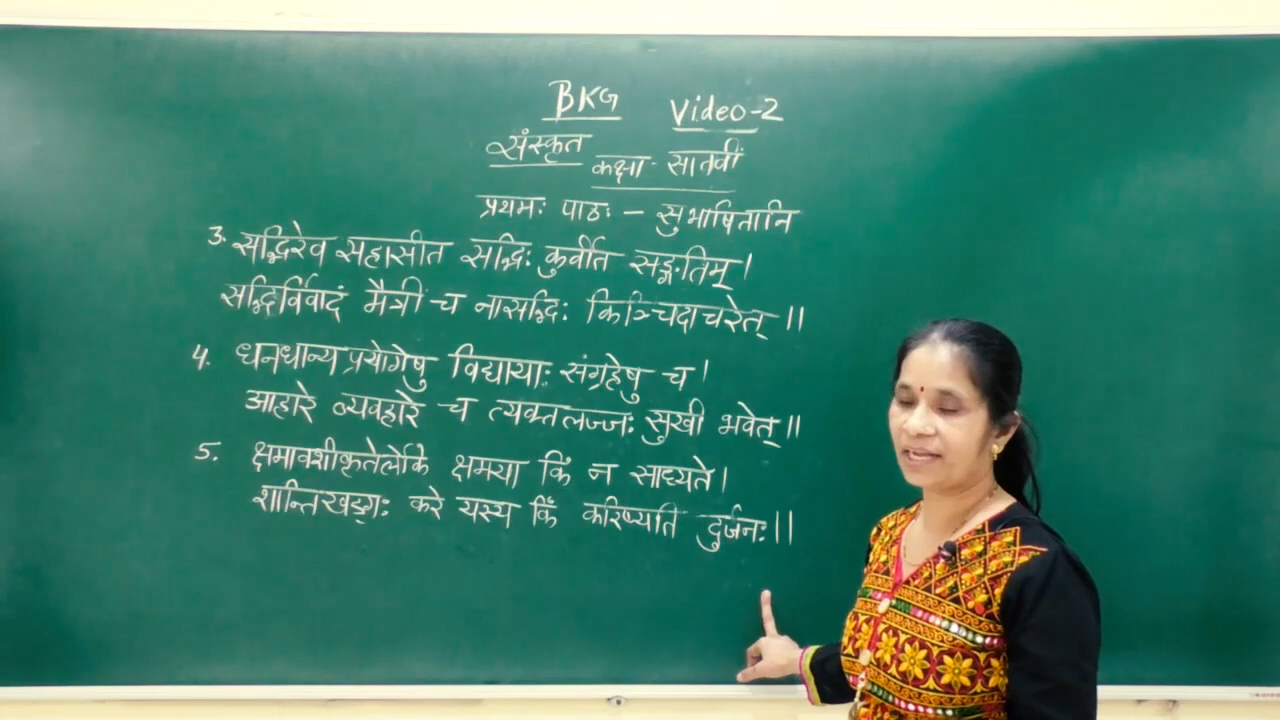 BKG Video-2
संस्कृत कक्षा - सातवीं
प्रथमः पाठः - सुभाषितानि
3. सद्भिरेव सहासीत सद्भिः कुर्वीत सङ्गतिम्।
सद्भिर्विवादं मैत्रीं च नासद्भिः किञ्चिदाचरेत्॥
4. धनधान्यप्रयोगेषु विद्यायाः संग्रहेषु च।
आहारे व्यवहारे च त्यक्तलज्जः सुखी भवेत्॥
5. क्षमावशीकृतेर्लोके क्षमया किं न साध्यते।
शान्तिखड्गः करे यस्य किं करिष्यति दुर्जनः॥